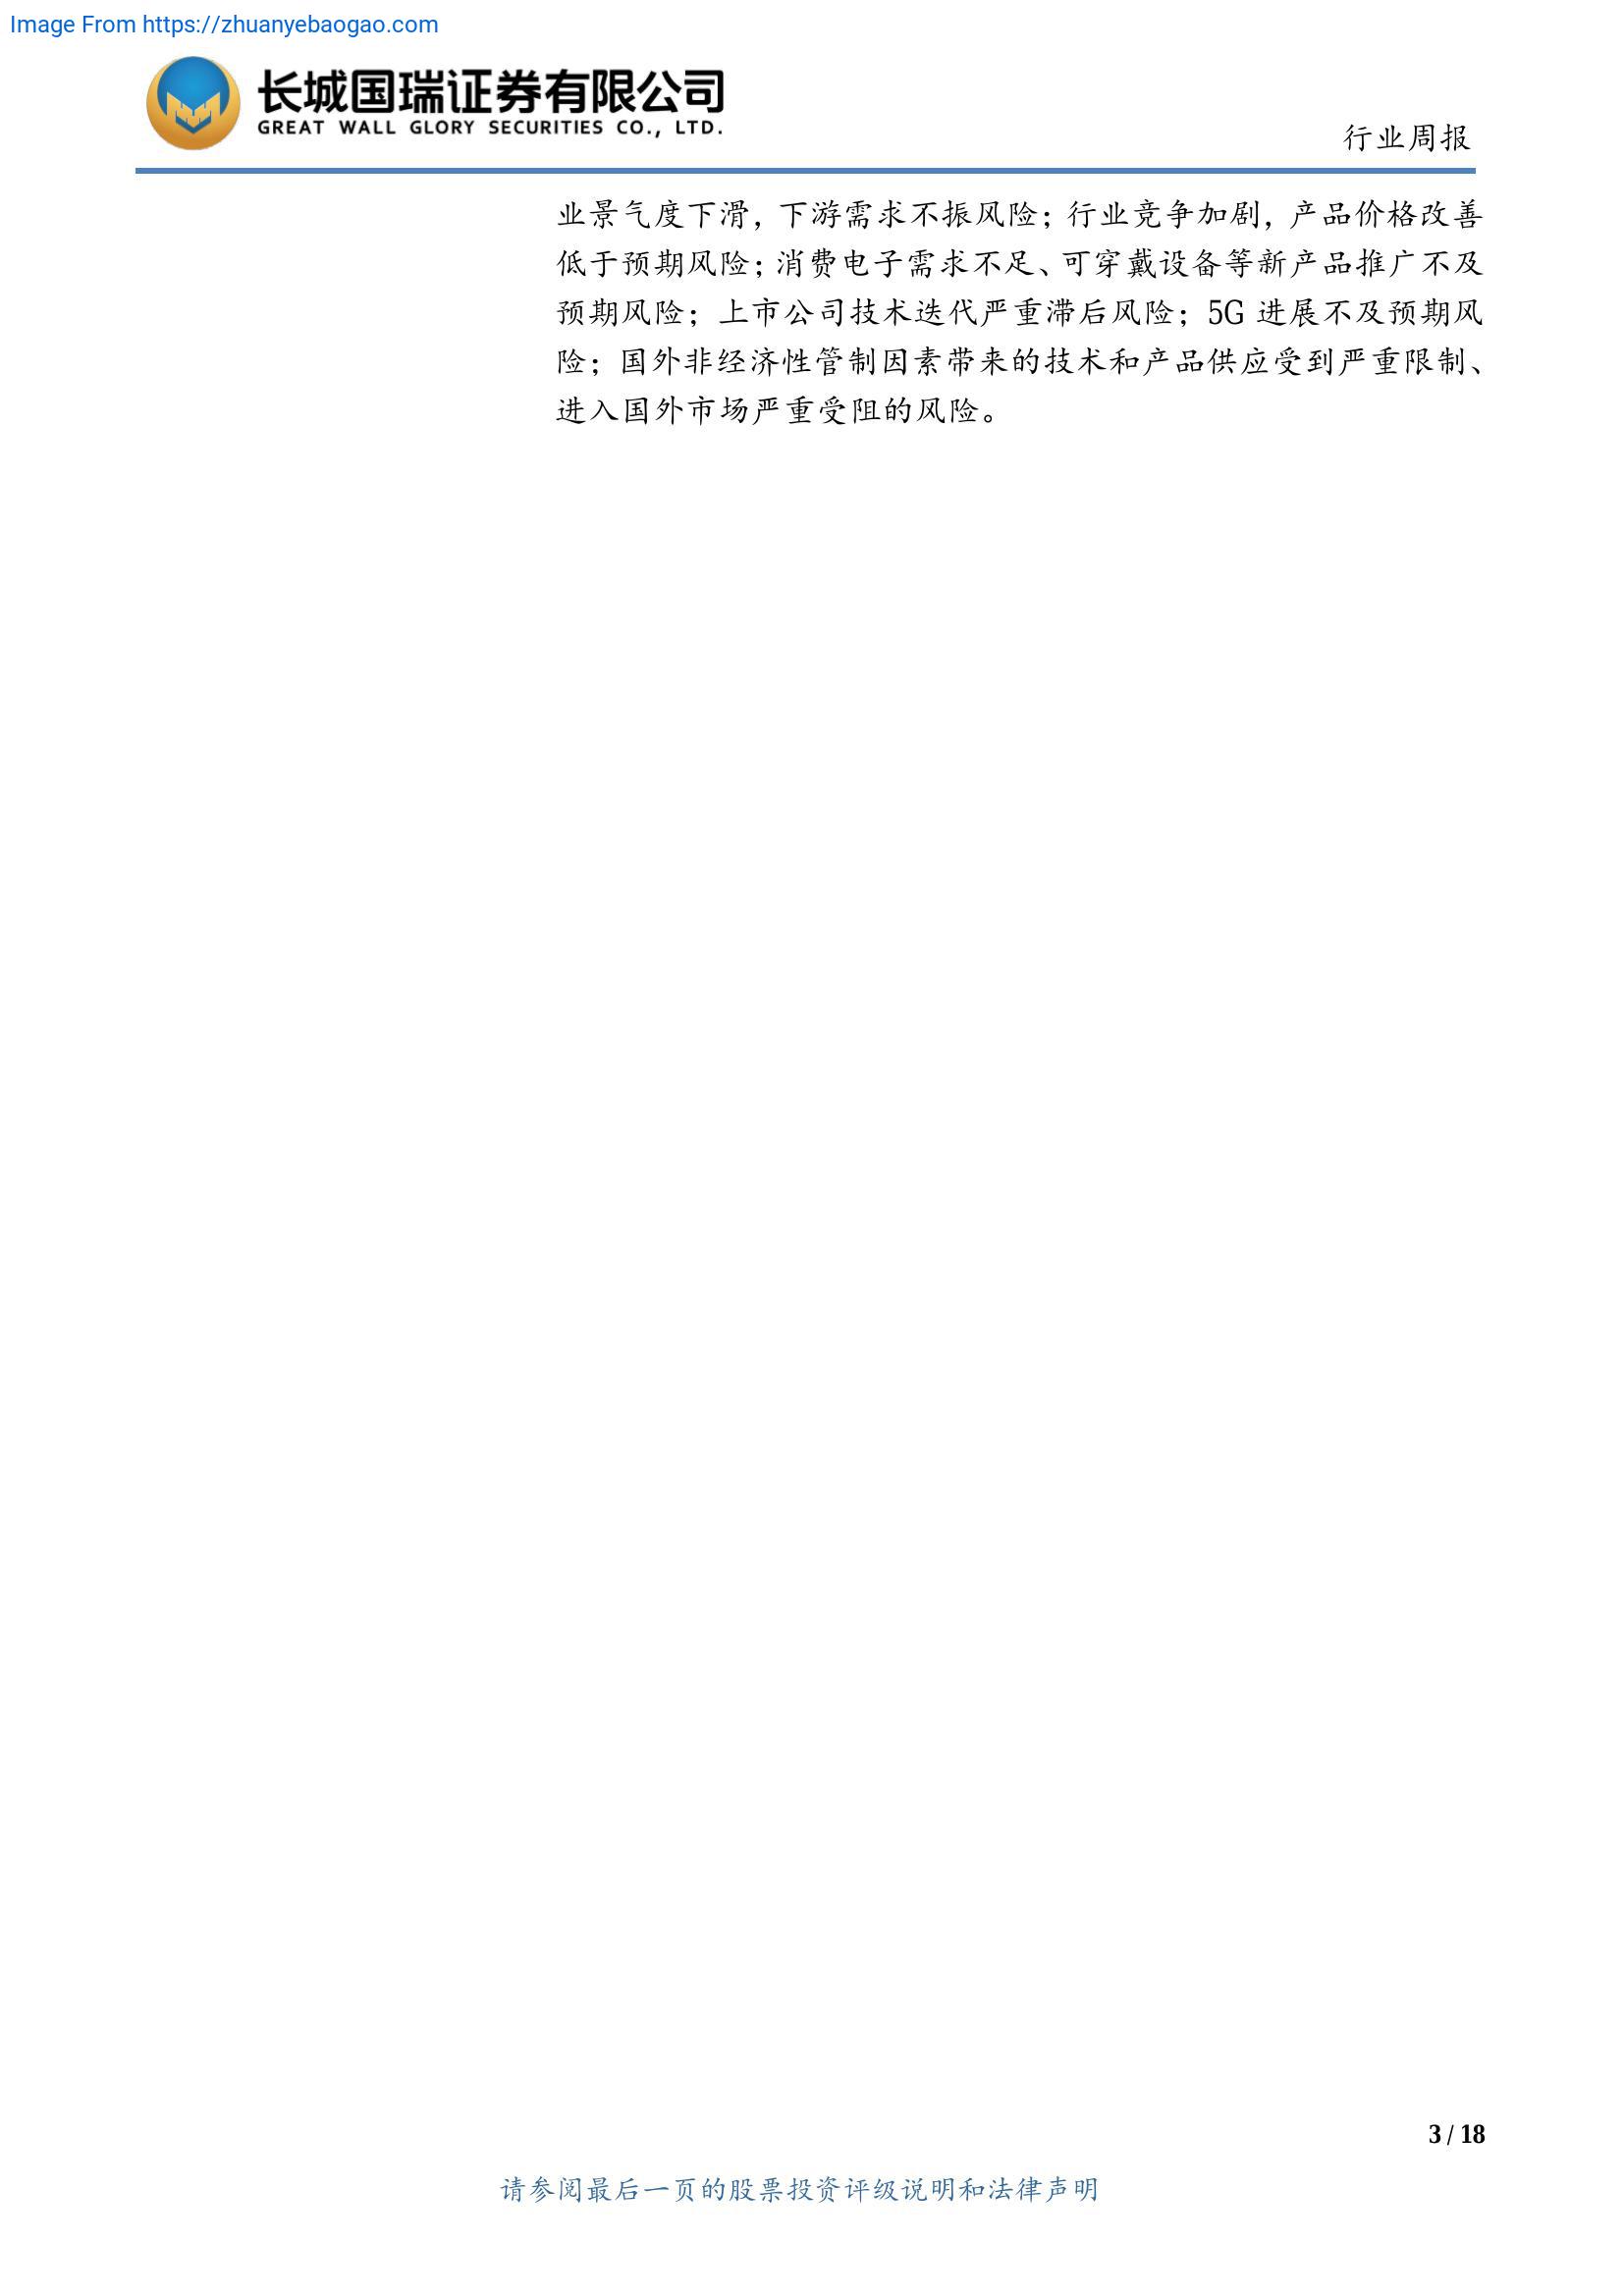 Image From https://zhuanyebaogao.com
长城国瑞证券有限公司
GREAT WALL GLORY SECURITIES CO., LTD.
行业周报
业景气度下滑，下游需求不振风险；行业竞争加剧，产品价格改善
低于预期风险；消费电子需求不足、可穿戴设备等新产品推广不及
预期风险；上市公司技术迭代严重滞后风险；5G 进展不及预期风
险；国外非经济性管制因素带来的技术和产品供应受到严重限制、
进入国外市场严重受阻的风险。
3 / 18
请参阅最后一页的股票投资评级说明和法律声明